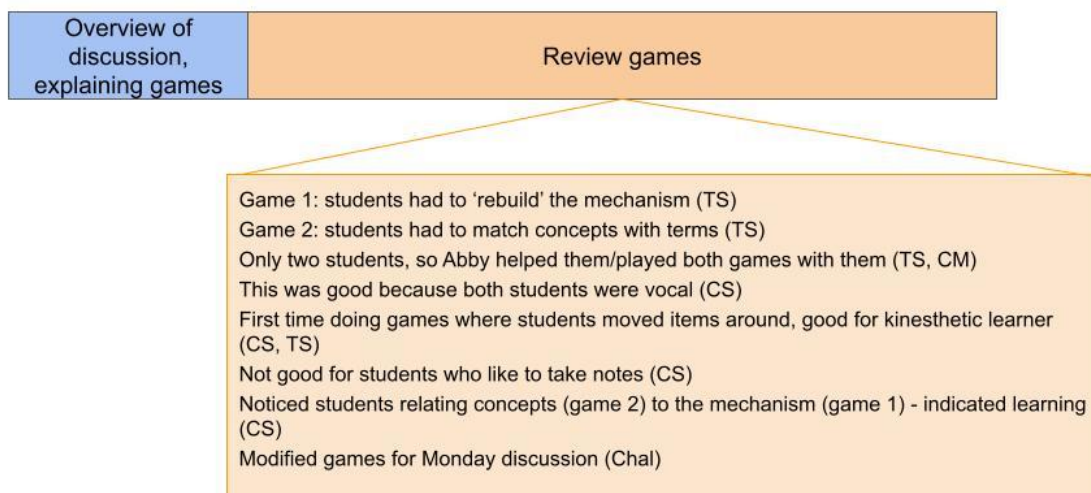 Overview of
discussion,
explaining games
Review games
Game 1: students had to ‘rebuild’ the mechanism (TS)
Game 2: students had to match concepts with terms (TS)
Only two students, so Abby helped them/played both games with them (TS, CM)
This was good because both students were vocal (CS)
First time doing games where students moved items around, good for kinesthetic learner
(CS, TS)
Not good for students who like to take notes (CS)
Noticed students relating concepts (game 2) to the mechanism (game 1) - indicated learning
(CS)
Modified games for Monday discussion (Chal)